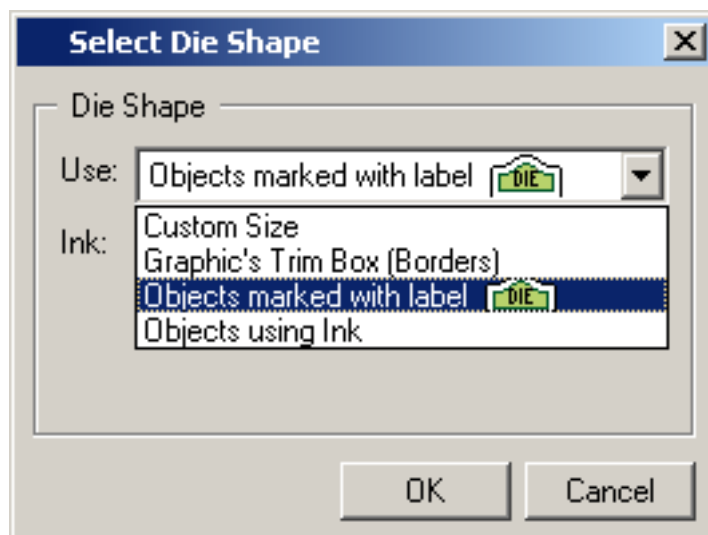 Select Die Shape
Die Shape
Use: Objects marked with label DIE
Ink:
Custom Size
Graphic's Trim Box (Borders)
Objects marked with label DIE
Objects using Ink
OK Cancel